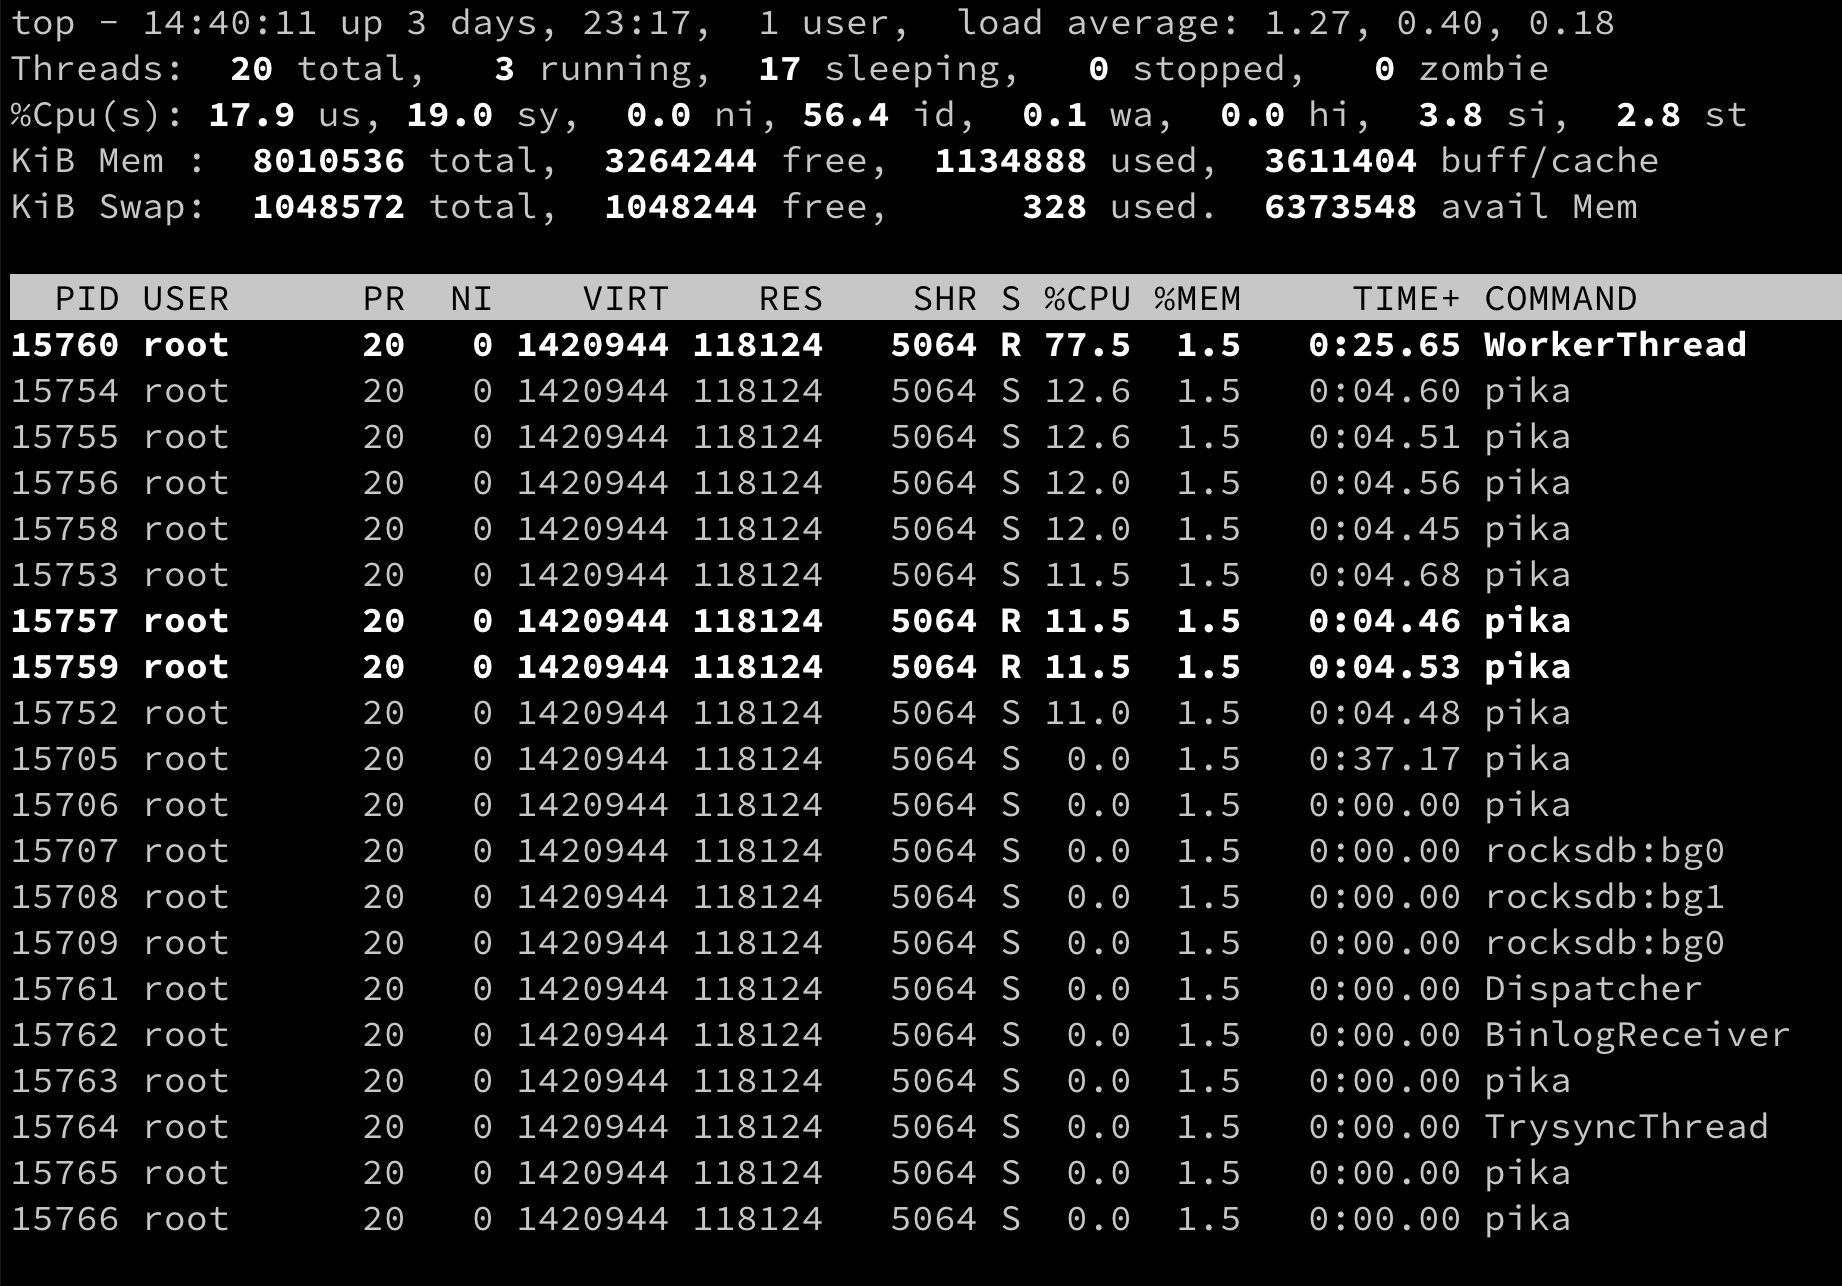 top - 14:40:11 up 3 days, 23:17,  1 user,  load average: 1.27, 0.40, 0.18
Threads:  20 total,   3 running,  17 sleeping,   0 stopped,   0 zombie
%Cpu(s): 17.9 us, 19.0 sy,  0.0 ni, 56.4 id,  0.1 wa,  0.0 hi,  3.8 si,  2.8 st
KiB Mem :  8010536 total,  3264244 free,  1134888 used,  3611404 buff/cache
KiB Swap:  1048572 total,  1048244 free,      328 used.  6373548 avail Mem
  PID USER      PR  NI    VIRT    RES    SHR S %CPU %MEM     TIME+ COMMAND
15760 root      20   0 1420944 118124   5064 R 77.5  1.5   0:25.65 WorkerThread
15754 root      20   0 1420944 118124   5064 S 12.6  1.5   0:04.60 pika
15755 root      20   0 1420944 118124   5064 S 12.6  1.5   0:04.51 pika
15756 root      20   0 1420944 118124   5064 S 12.0  1.5   0:04.56 pika
15758 root      20   0 1420944 118124   5064 S 12.0  1.5   0:04.45 pika
15753 root      20   0 1420944 118124   5064 S 11.5  1.5   0:04.68 pika
15757 root      20   0 1420944 118124   5064 R 11.5  1.5   0:04.46 pika
15759 root      20   0 1420944 118124   5064 R 11.5  1.5   0:04.53 pika
15752 root      20   0 1420944 118124   5064 S 11.0  1.5   0:04.48 pika
15705 root      20   0 1420944 118124   5064 S  0.0  1.5   0:37.17 pika
15706 root      20   0 1420944 118124   5064 S  0.0  1.5   0:00.00 pika
15707 root      20   0 1420944 118124   5064 S  0.0  1.5   0:00.00 rocksdb:bg0
15708 root      20   0 1420944 118124   5064 S  0.0  1.5   0:00.00 rocksdb:bg1
15709 root      20   0 1420944 118124   5064 S  0.0  1.5   0:00.00 rocksdb:bg0
15761 root      20   0 1420944 118124   5064 S  0.0  1.5   0:00.00 Dispatcher
15762 root      20   0 1420944 118124   5064 S  0.0  1.5   0:00.00 BinlogReceiver
15763 root      20   0 1420944 118124   5064 S  0.0  1.5   0:00.00 pika
15764 root      20   0 1420944 118124   5064 S  0.0  1.5   0:00.00 TrysyncThread
15765 root      20   0 1420944 118124   5064 S  0.0  1.5   0:00.00 pika
15766 root      20   0 1420944 118124   5064 S  0.0  1.5   0:00.00 pika